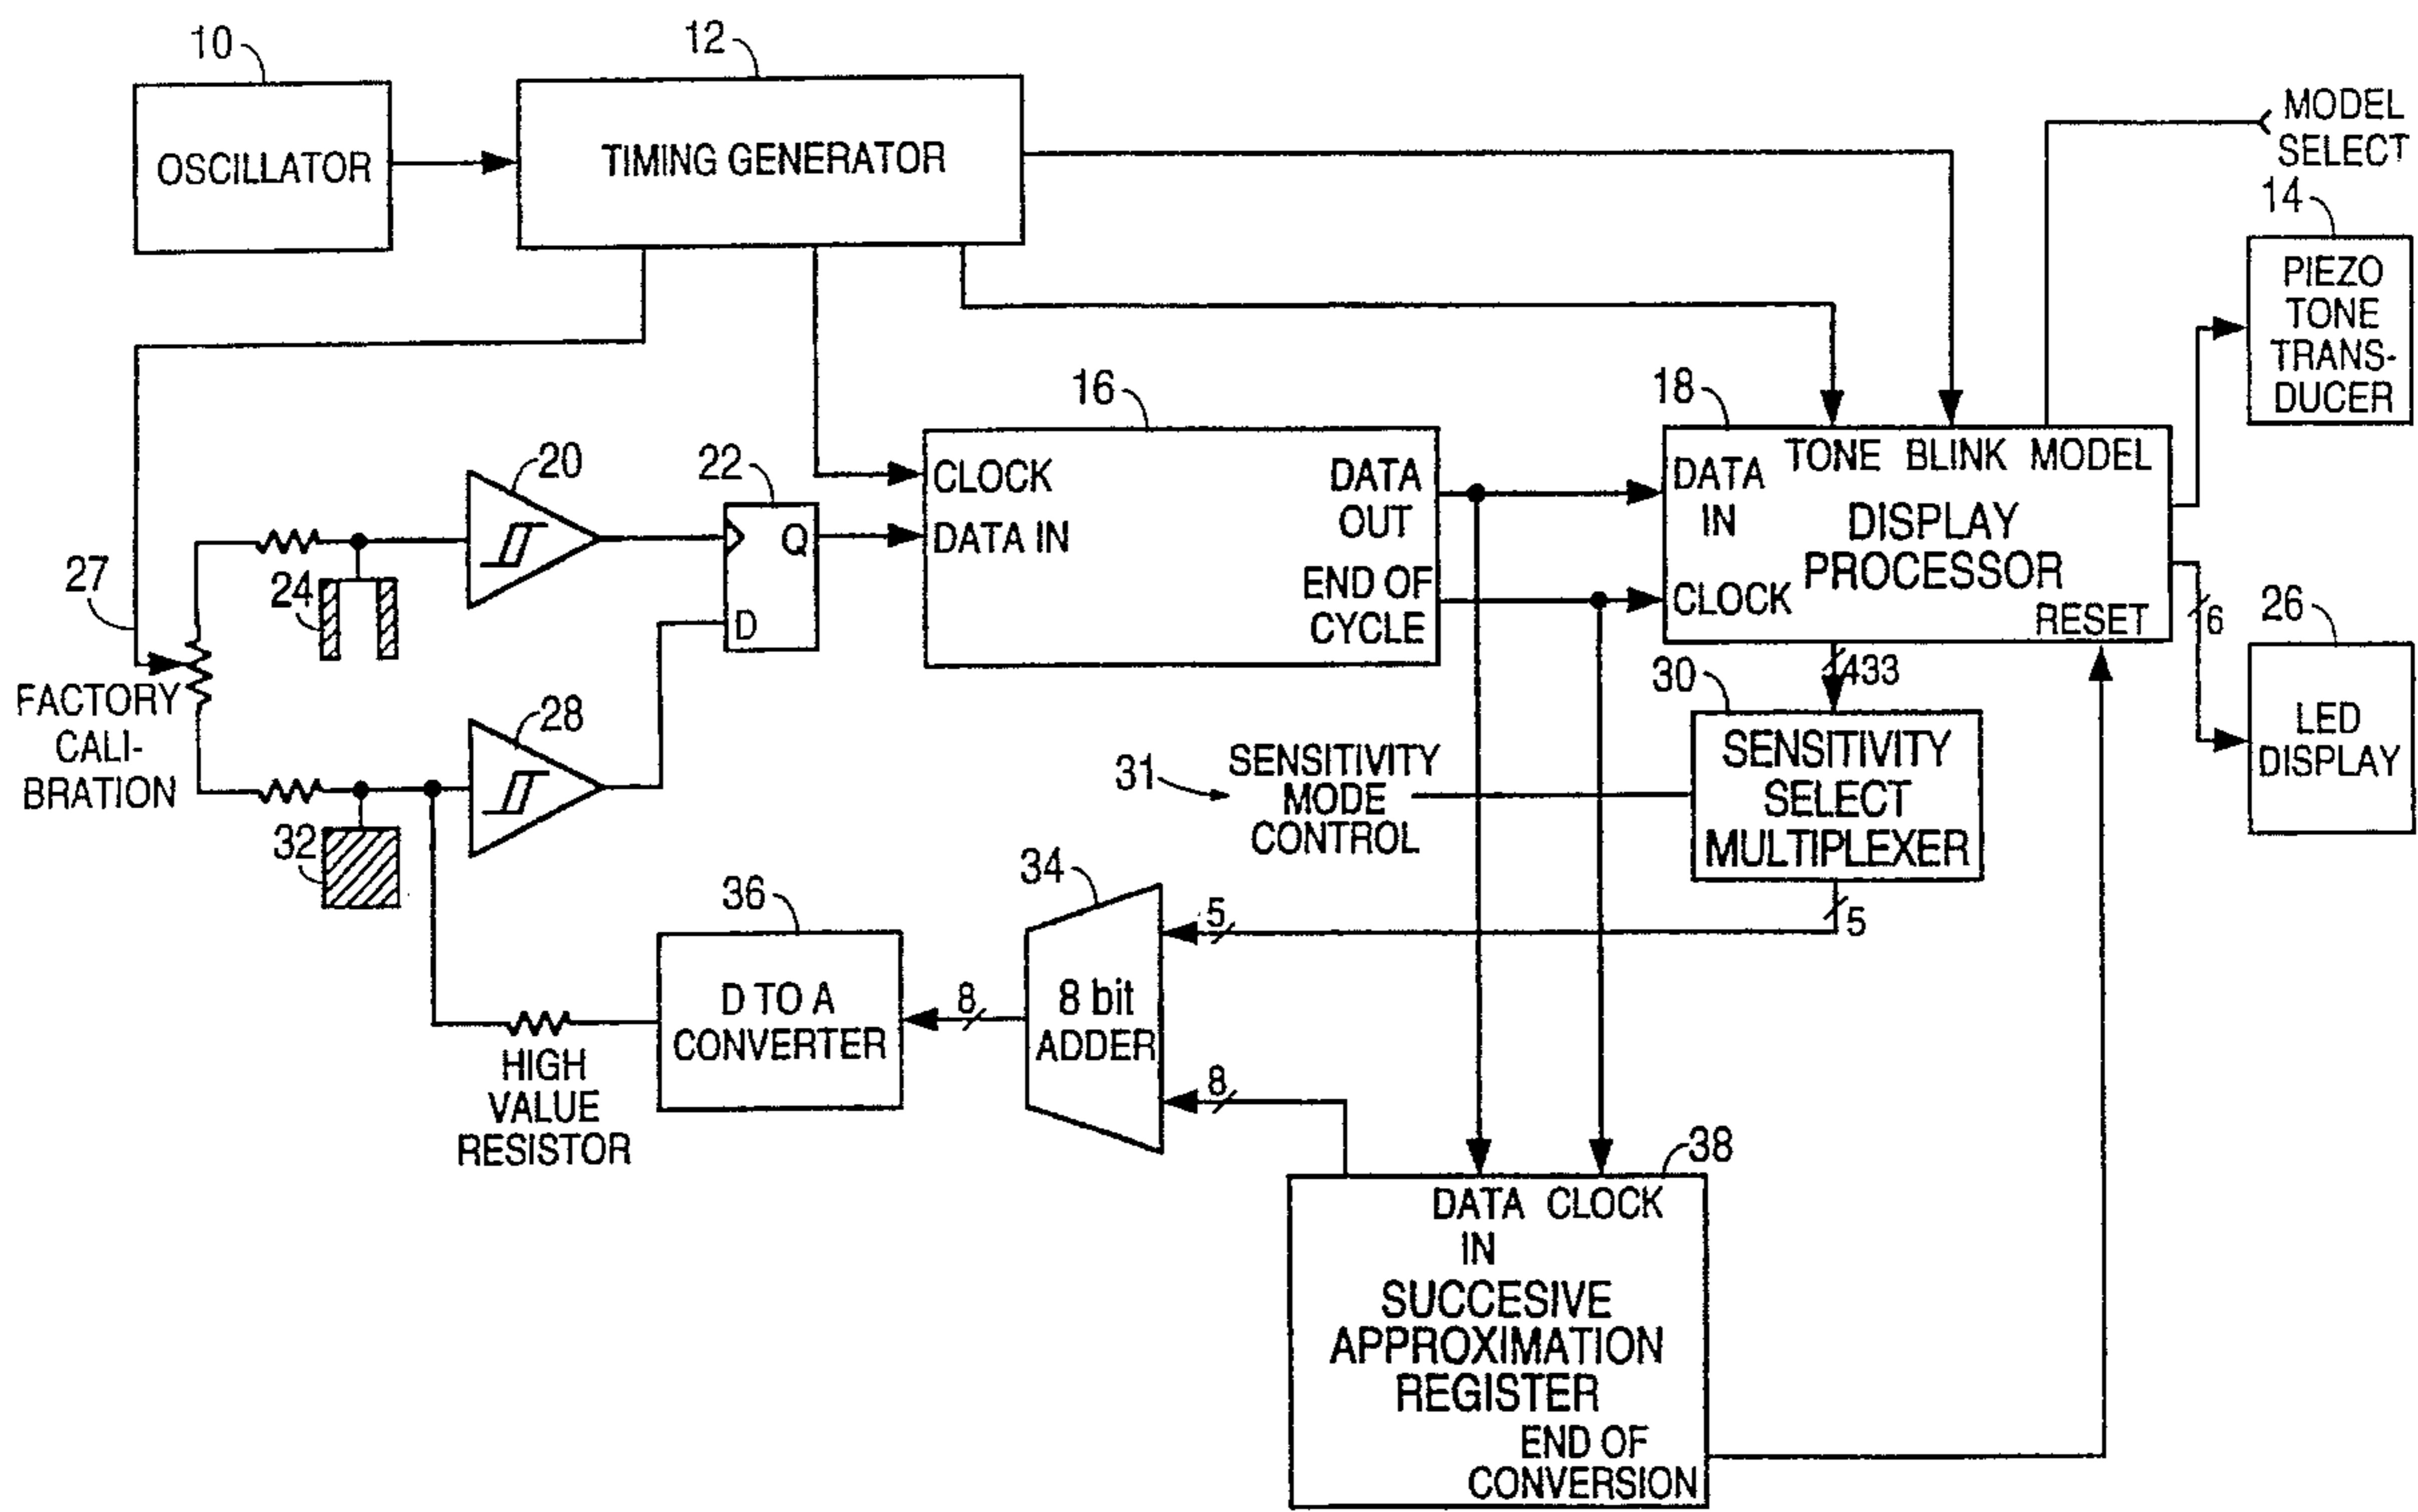 10
12
OSCILLATOR
TIMING GENERATOR
MODEL
SELECT
14
PIEZO
TONE
TRANS-
DUCER
16
18
20
22
CLOCK
DATA IN
DATA
OUT
END OF
CYCLE
TONE BLINK MODEL
DATA
IN
DISPLAY
PROCESSOR
CLOCK
RESET
Q
D
24
27
FACTORY
CALI-
BRATION
28
32
6
26
LED
DISPLAY
433
30
SENSITIVITY
SELECT
MULTIPLEXER
31
SENSITIVITY
MODE
CONTROL
5
5
34
8 bit
ADDER
8
8
36
D TO A
CONVERTER
HIGH
VALUE
RESISTOR
38
DATA CLOCK
IN
SUCCESIVE
APPROXIMATION
REGISTER
END OF
CONVERSION